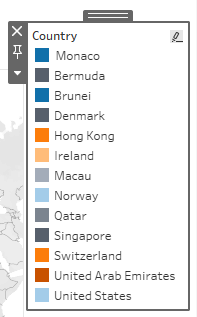 Country
Monaco
Bermuda
Brunei
Denmark
Hong Kong
Ireland
Macau
Norway
Qatar
Singapore
Switzerland
United Arab Emirates
United States